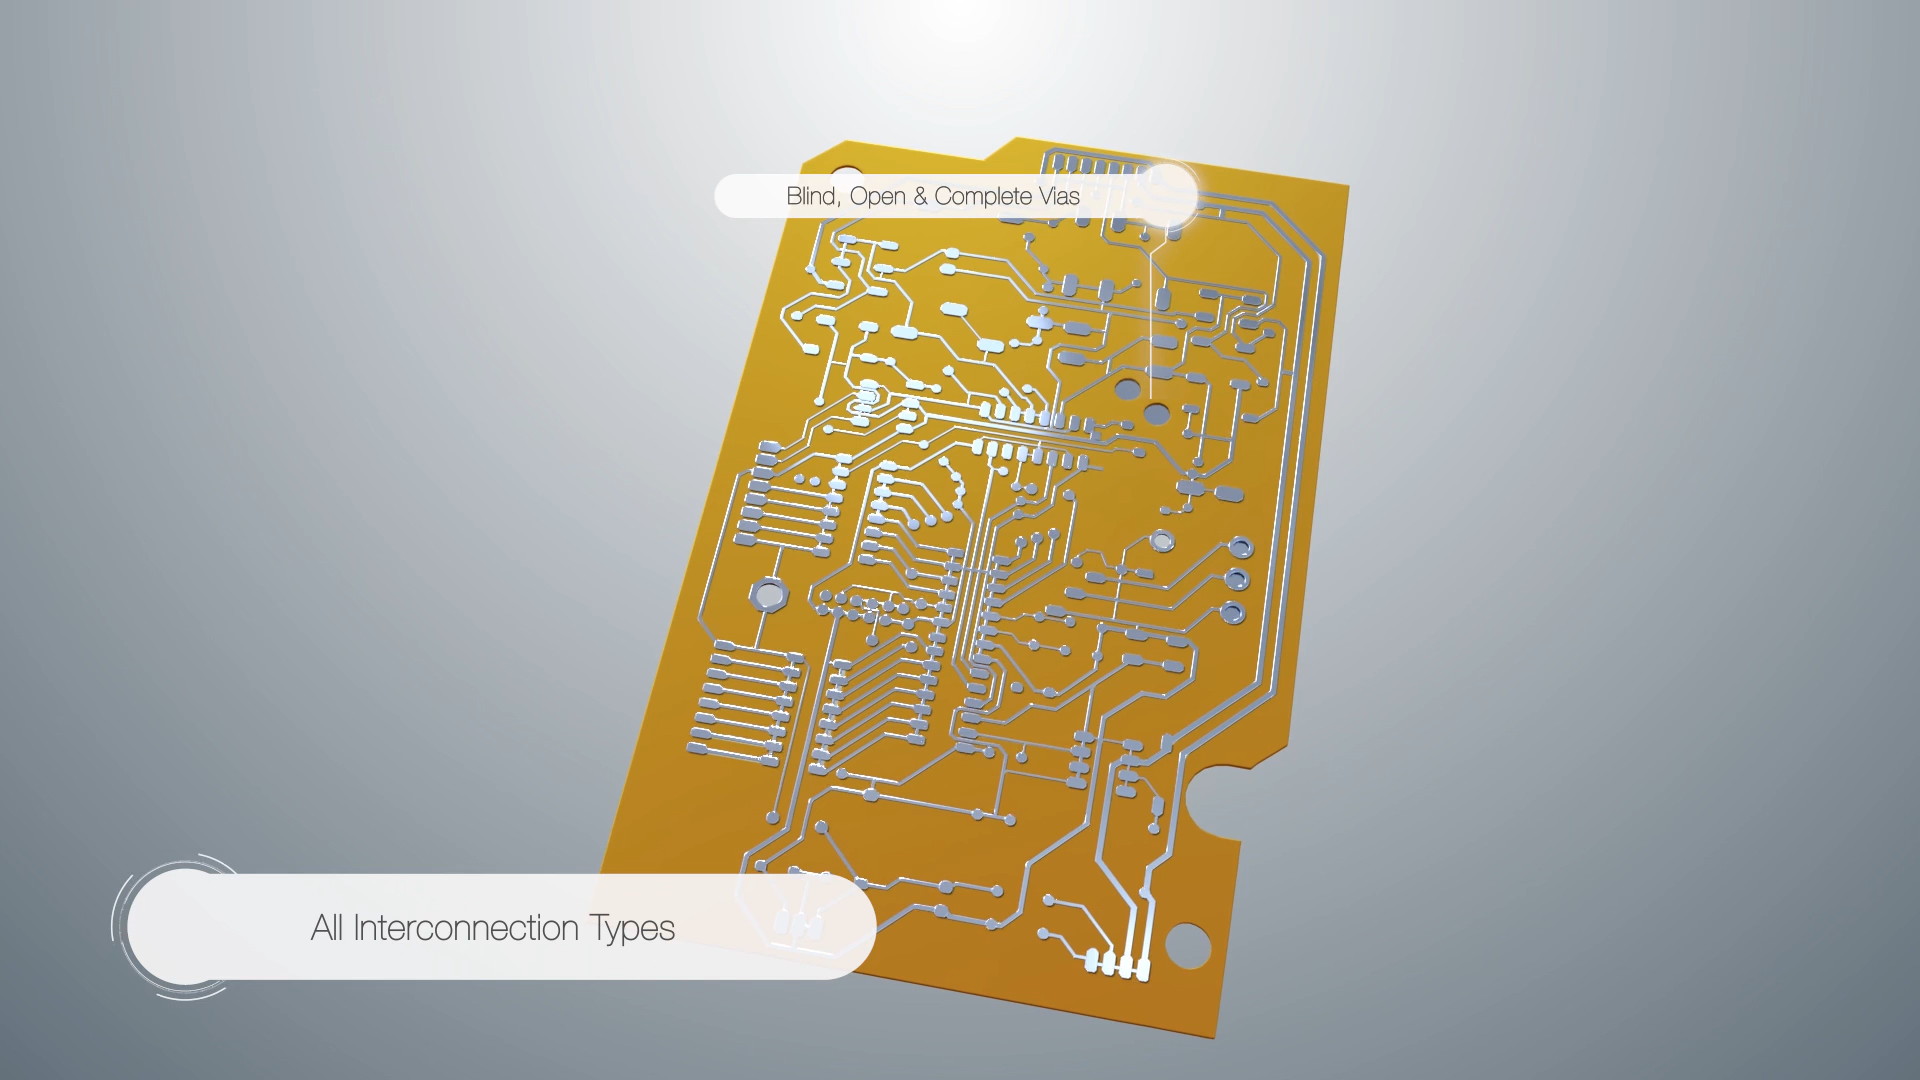 Blind, Open & Complete Vias
All Interconnection Types